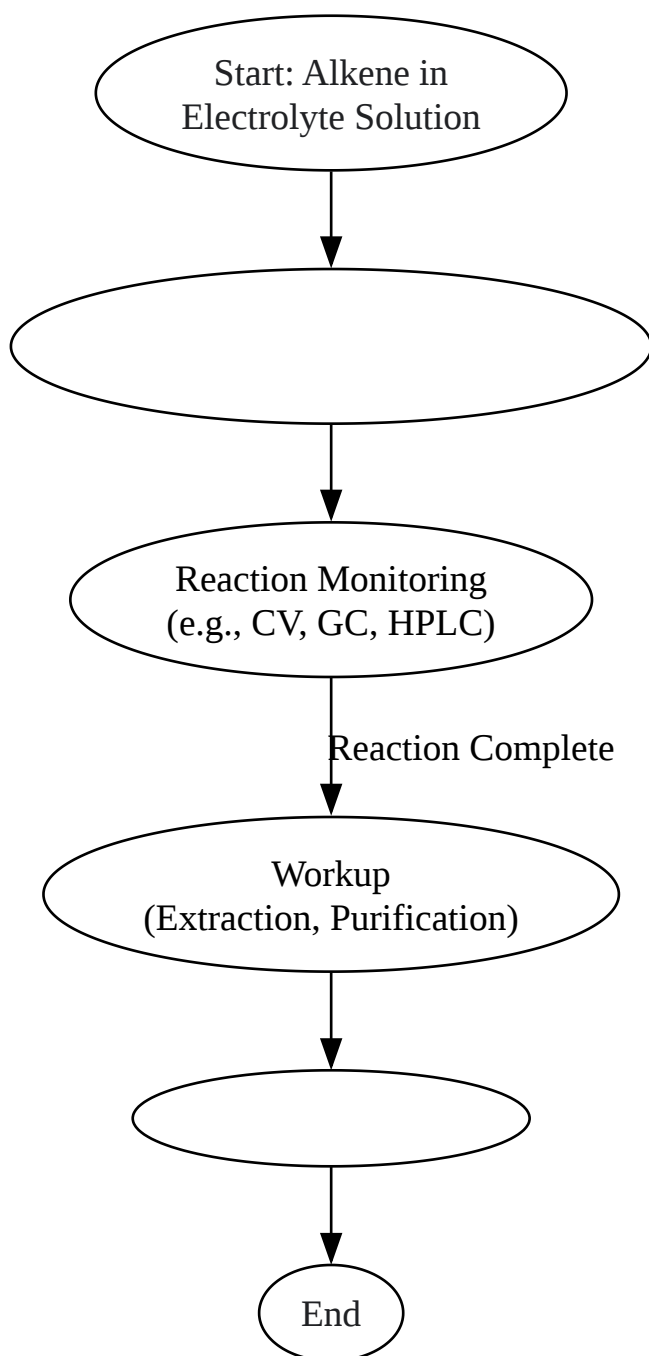 Start: Alkene in
Electrolyte Solution
Reaction Monitoring
(e.g., CV, GC, HPLC)
Reaction Complete
Workup
(Extraction, Purification)
End